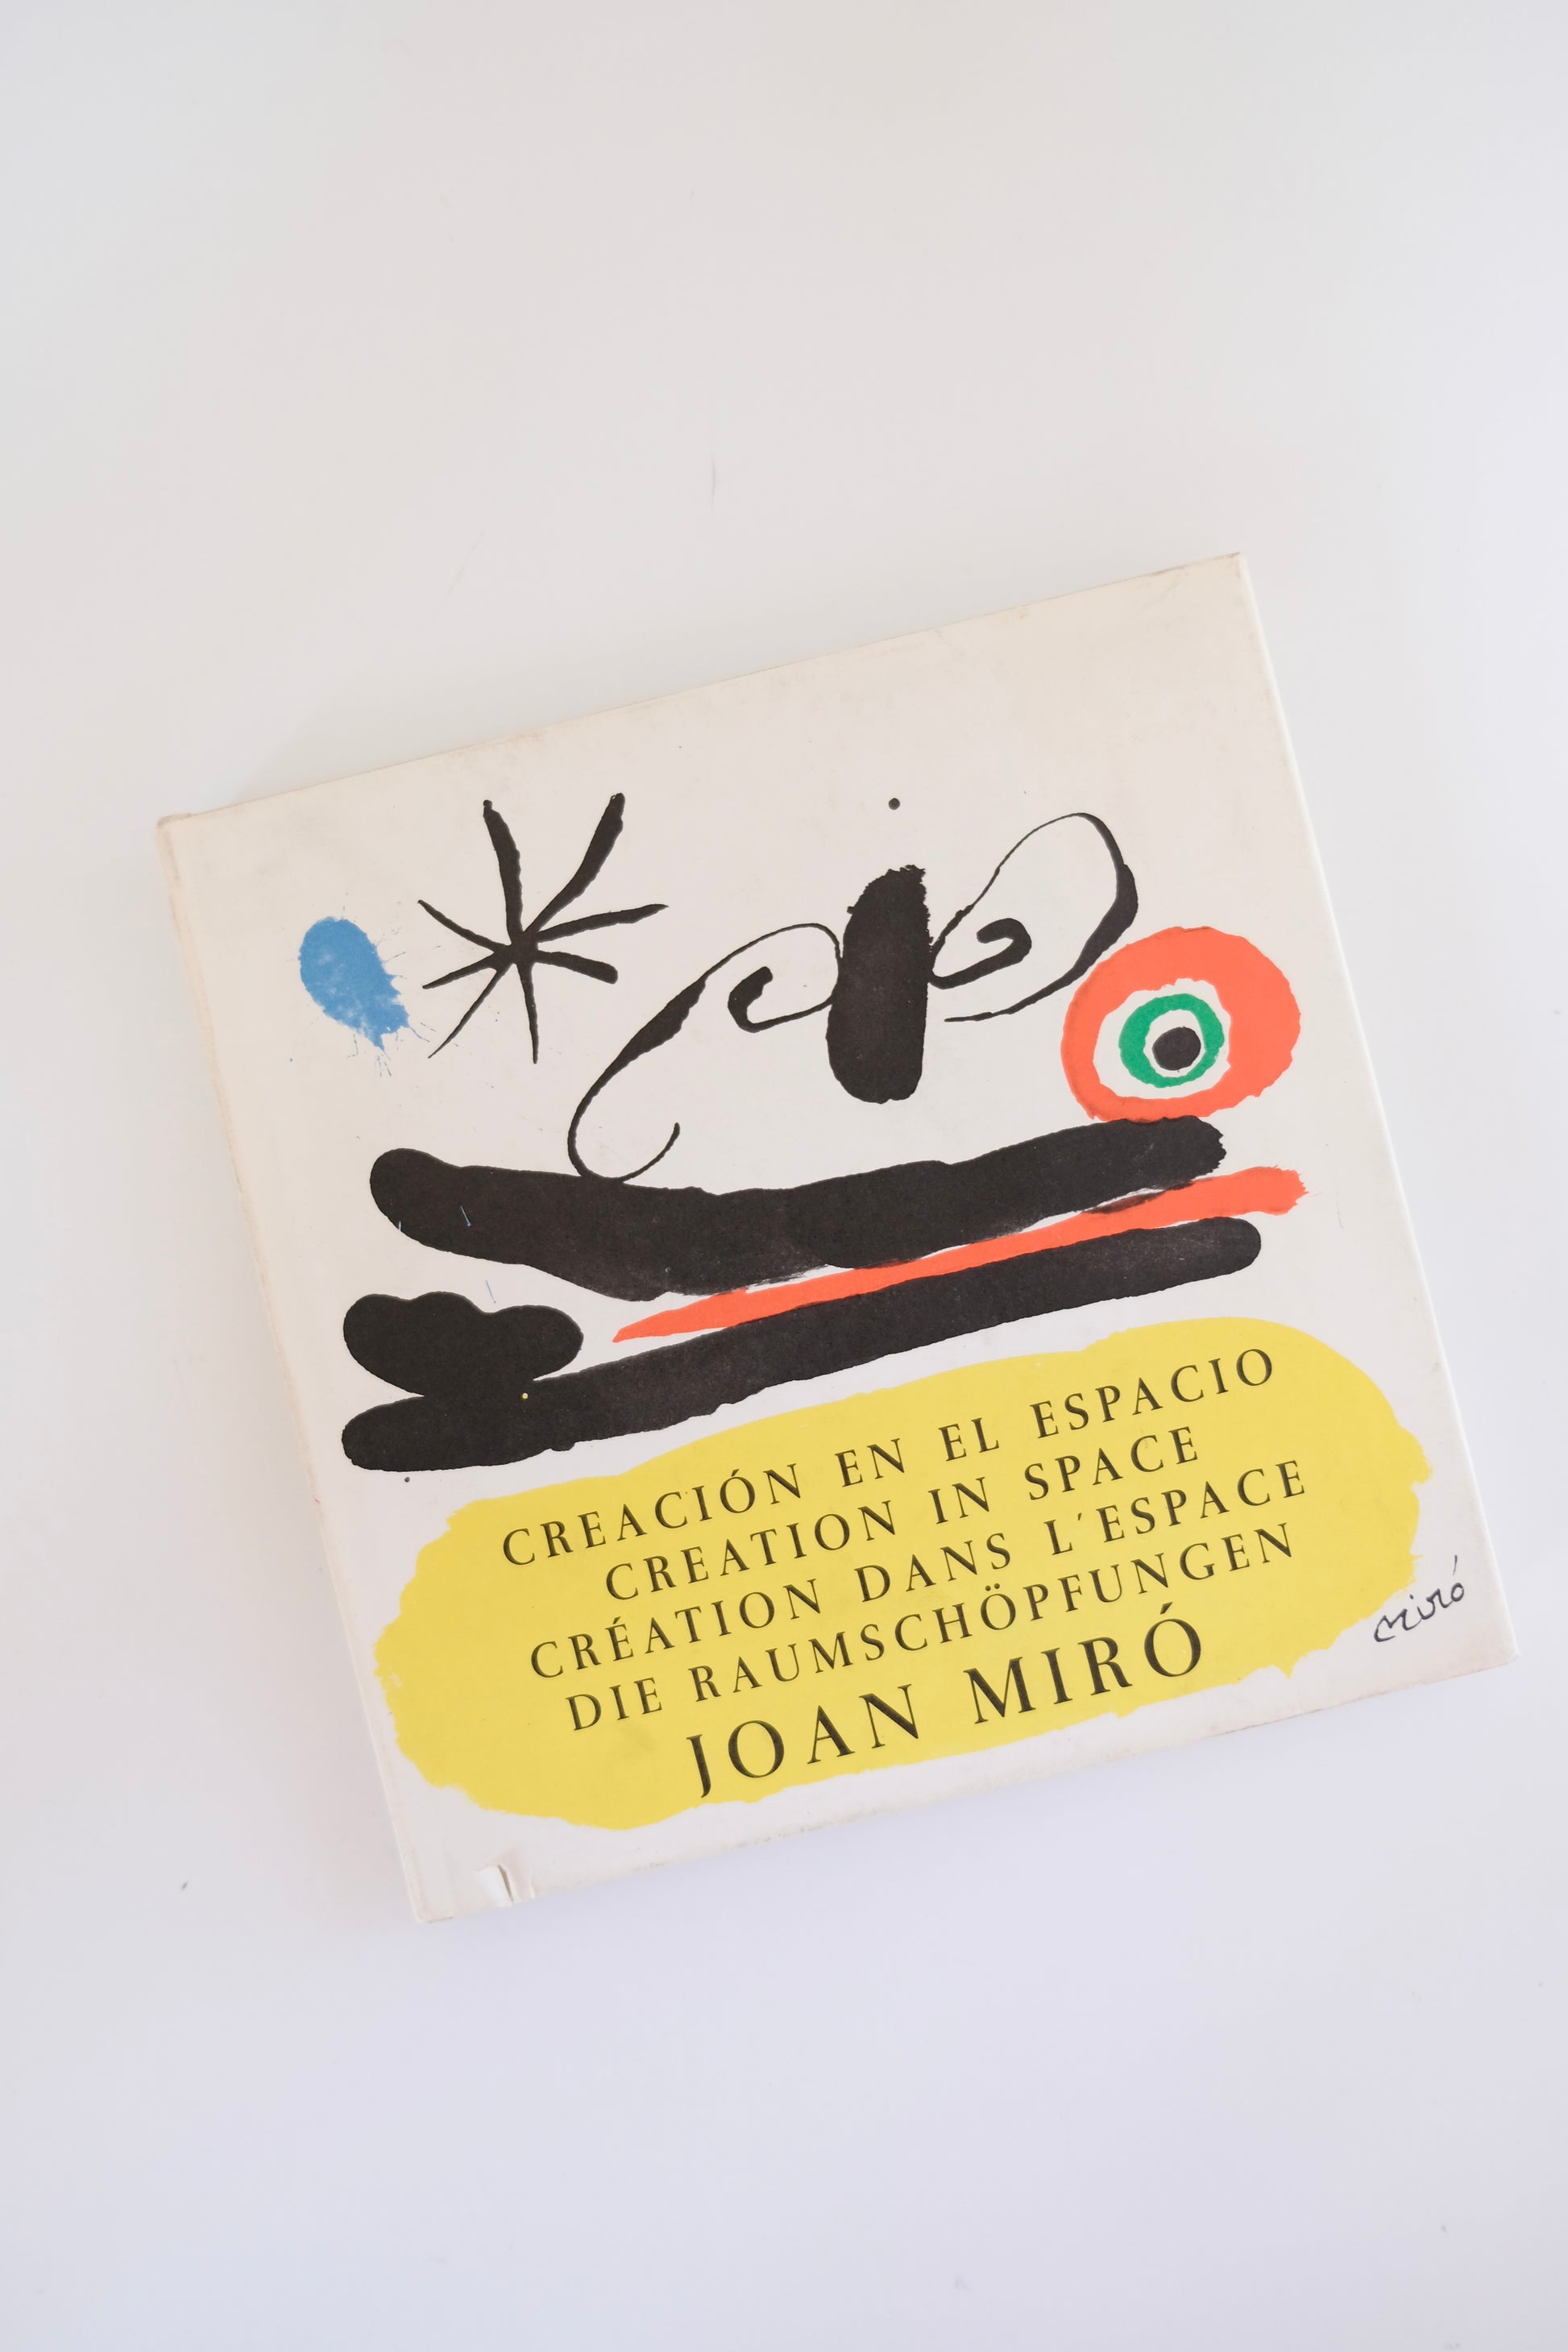 CREACIÓN EN EL ESPACIO
CREATION IN SPACE
CRÉATION DANS L'ESPACE
DIE RAUMSCHÖPFUNGEN
JOAN MIRÓ
Miró